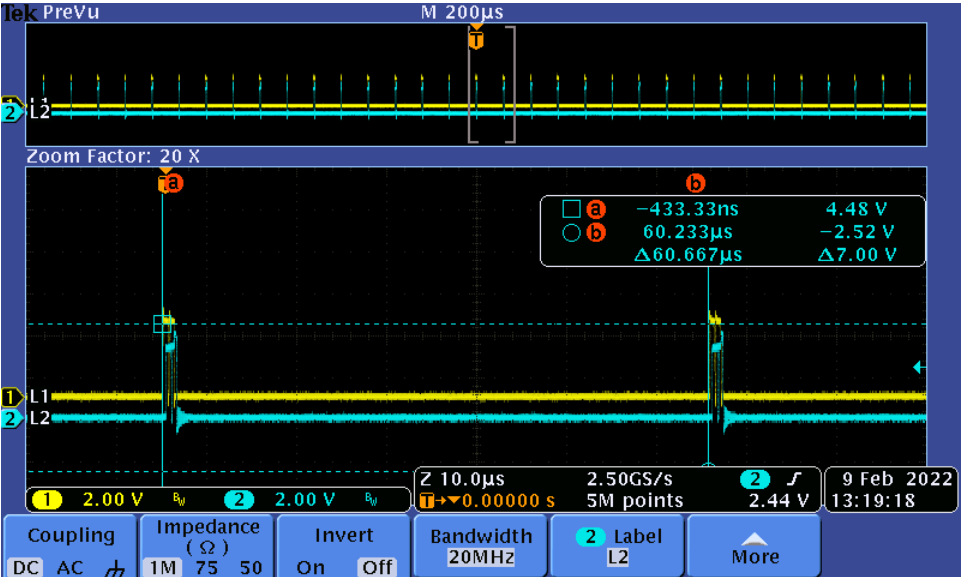 Tek PreVu M 200μs
T
1 L1
2 L2
Zoom Factor: 20 X
T a b
a −433.33ns 4.48 V
b 60.233μs −2.52 V
Δ60.667μs Δ7.00 V
1 L1
2 L2
1 2.00 V BW 2 2.00 V BW
Z 10.0μs 2.50GS/s 2
T→▼0.00000 s 5M points 2.44 V
9 Feb 2022
13:19:18
Coupling
DC AC
Impedance
(Ω)
1M 75 50
Invert
On Off
Bandwidth
20MHz
2 Label
L2
More